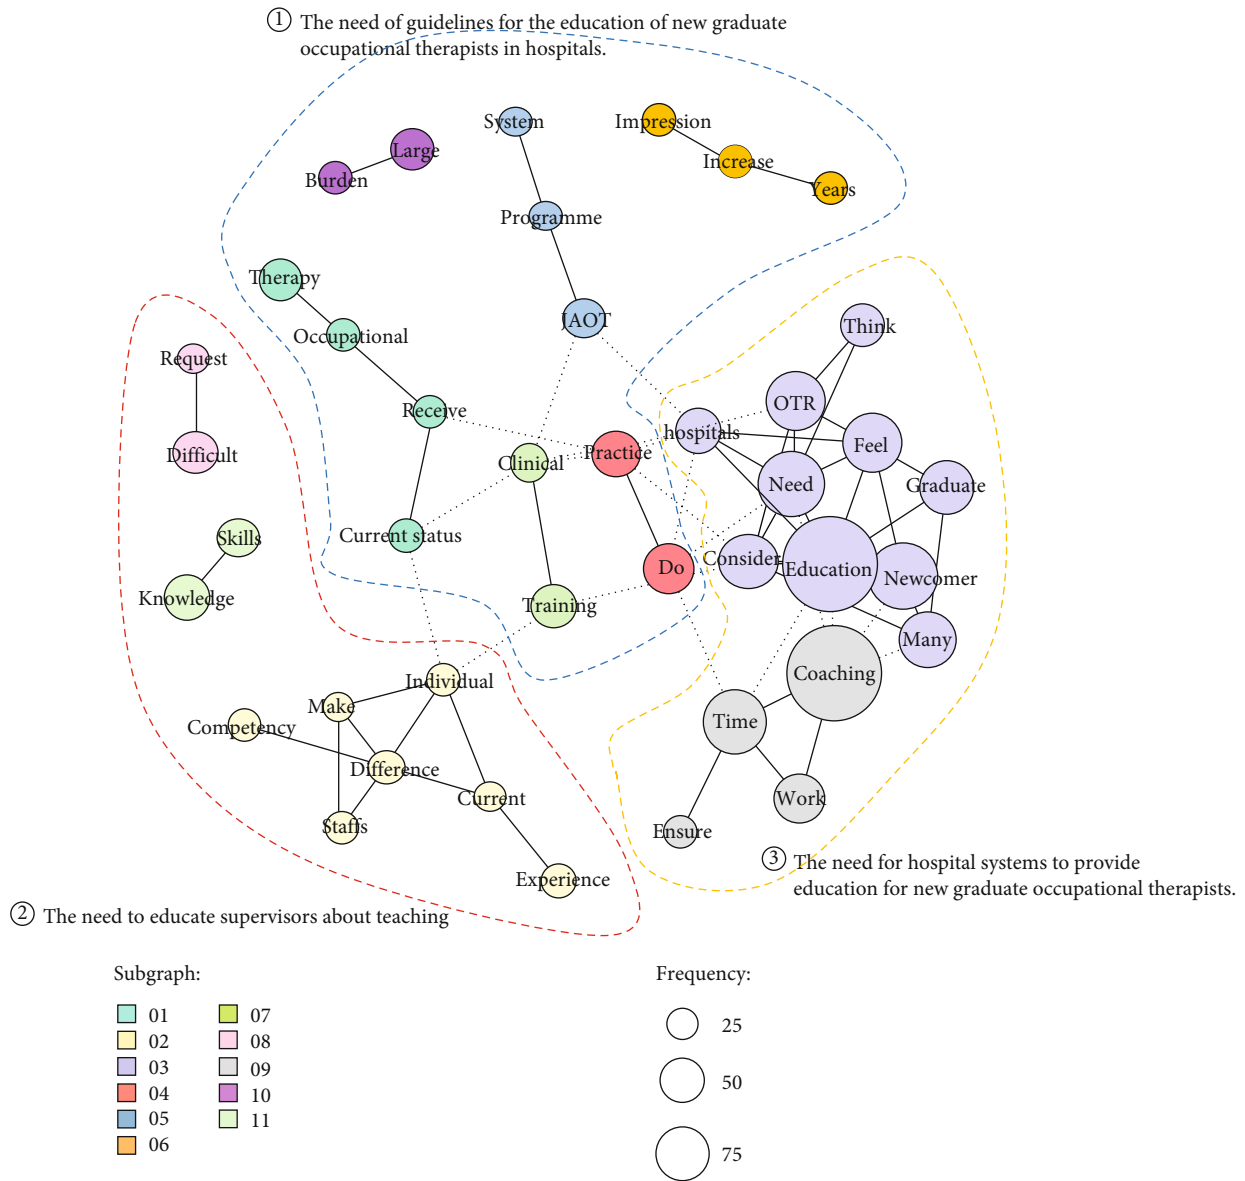 ① The need of guidelines for the education of new graduate
occupational therapists in hospitals.
System
Impression
Large
Increase
Burden
Years
Programme
Therapy
JAOT
Think
Occupational
Request
OTR
Receive
hospitals
Feel
Difficult
Practice
Clinical
Need
Graduate
Skills
Current status
Consider
Do
Education
Newcomer
Knowledge
Training
Many
Individual
Coaching
Make
Competency
Time
Difference
Current
Work
Staffs
Ensure
Experience
③ The need for hospital systems to provide
education for new graduate occupational therapists.
② The need to educate supervisors about teaching
Subgraph:
01
02
03
04
05
06
07
08
09
10
11
Frequency:
25
50
75